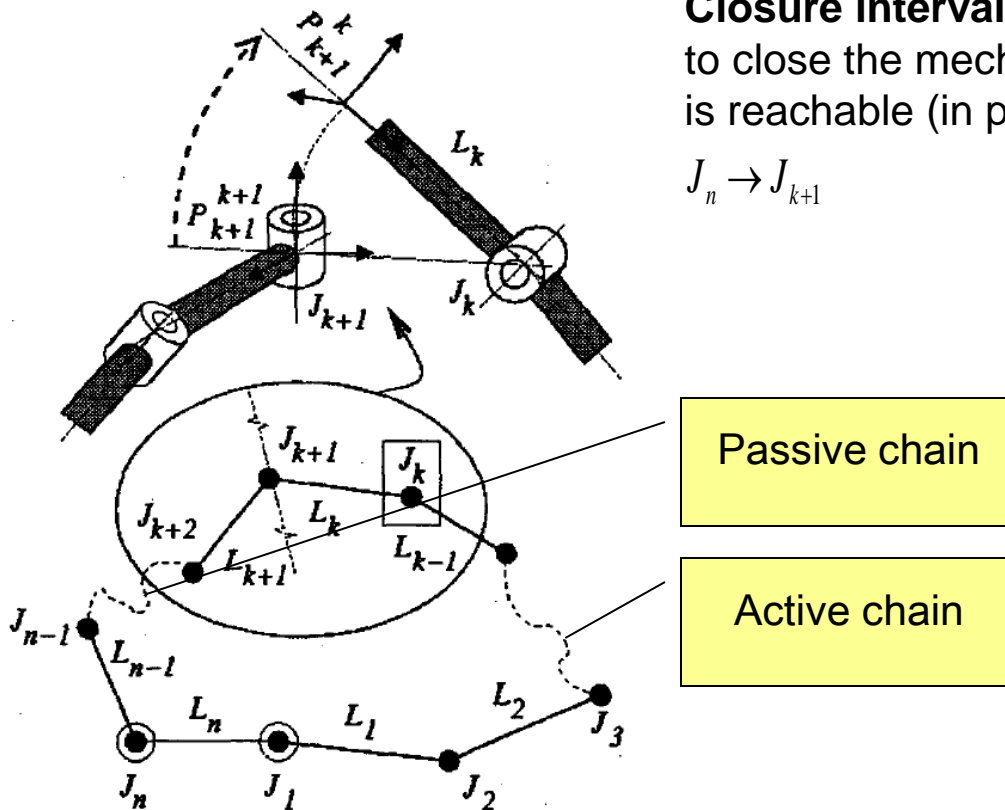 Closure Interval
to close the mech
is reachable (in p
J_n → J_{k+1}
P^k_{k+1}
L_k
P^{k+1}_{k+1}
J_k
J_{k+1}
J_{k+1}
J_k
Passive chain
J_{k+2}
L_k
L_{k+1}
L_{k-1}
Active chain
J_{n-1}
L_{n-1}
L_n
L_1
L_2
J_3
J_n
J_1
J_2